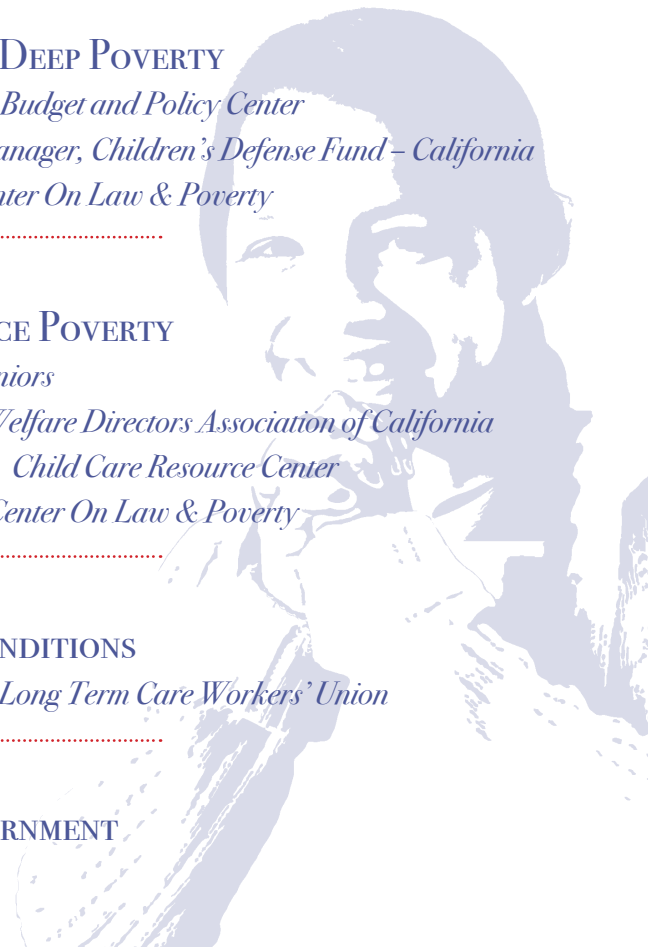 DEEP POVERTY
Budget and Policy Center
anager, Children's Defense Fund – California
nter On Law & Poverty
CE POVERTY
niors
Welfare Directors Association of California
Child Care Resource Center
Center On Law & Poverty
NDITIONS
Long Term Care Workers' Union
RNMENT